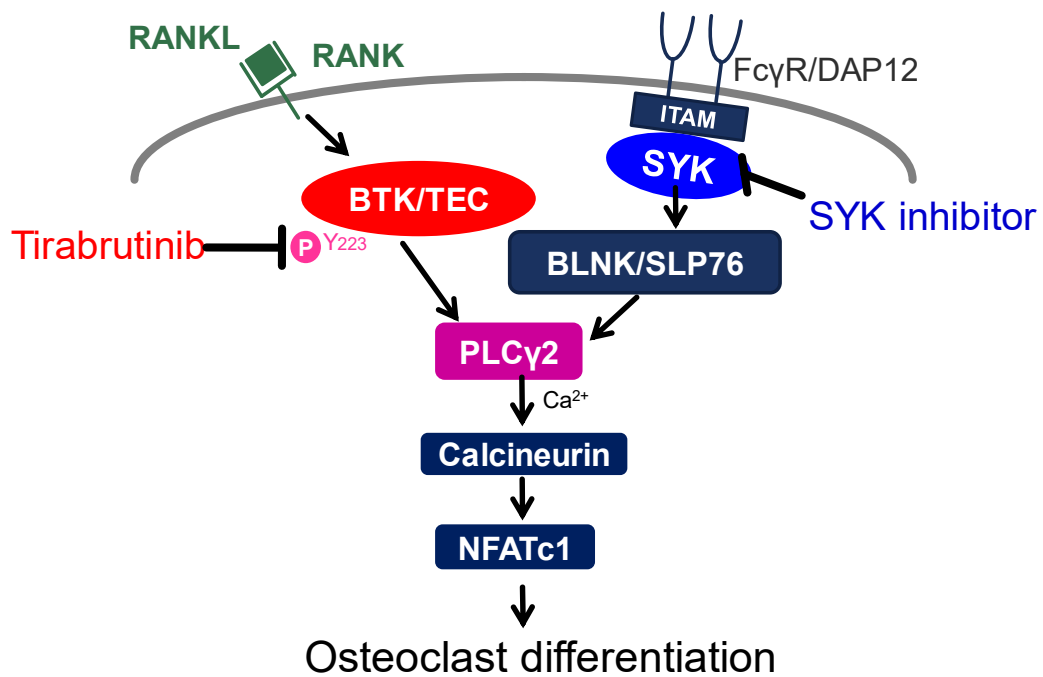 RANKL
RANK
FcγR/DAP12
ITAM
SYK
BTK/TEC
SYK inhibitor
Tirabrutinib
P Y223
BLNK/SLP76
PLCγ2
Ca²⁺
Calcineurin
NFATc1
Osteoclast differentiation